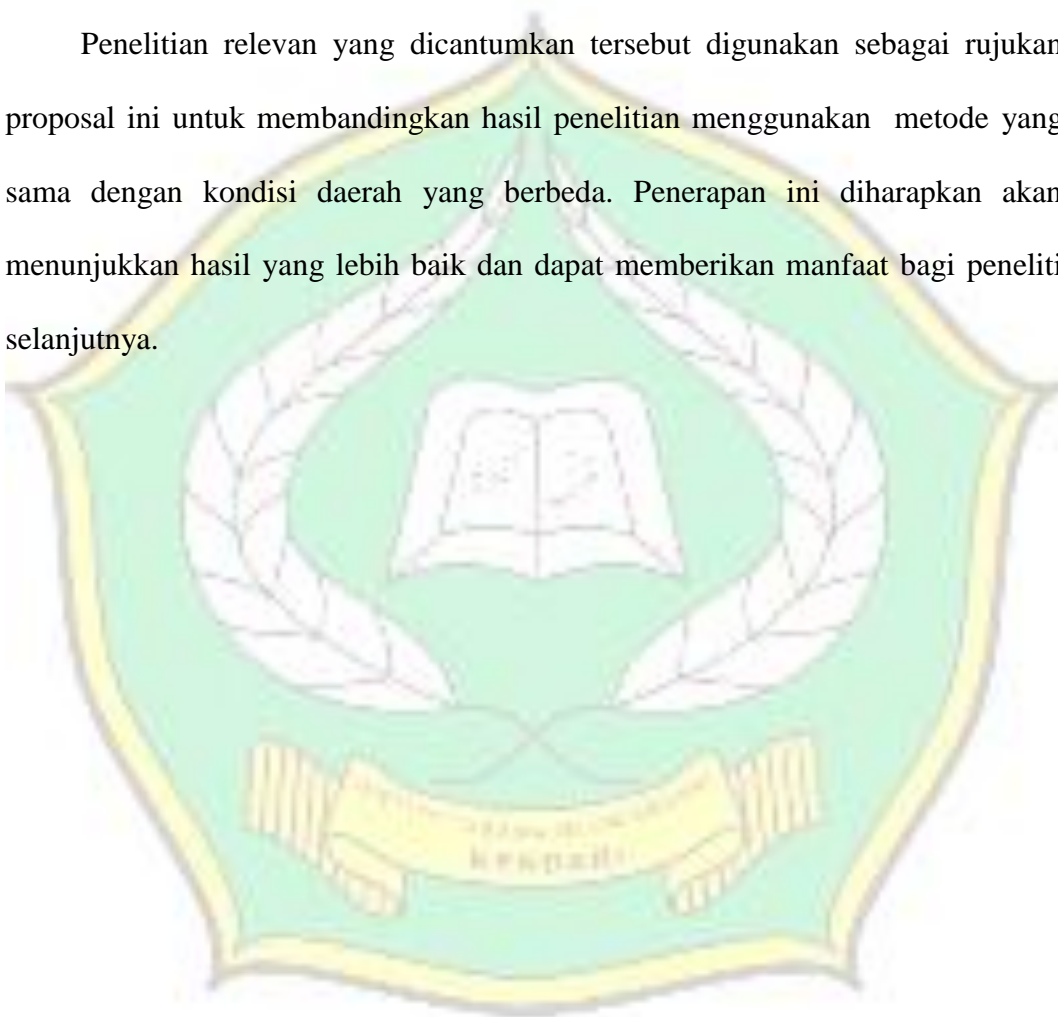 Penelitian relevan yang dicantumkan tersebut digunakan sebagai rujukan
proposal ini untuk membandingkan hasil penelitian menggunakan metode yang
sama dengan kondisi daerah yang berbeda. Penerapan ini diharapkan akan
menunjukkan hasil yang lebih baik dan dapat memberikan manfaat bagi peneliti
selanjutnya.
KENDARI